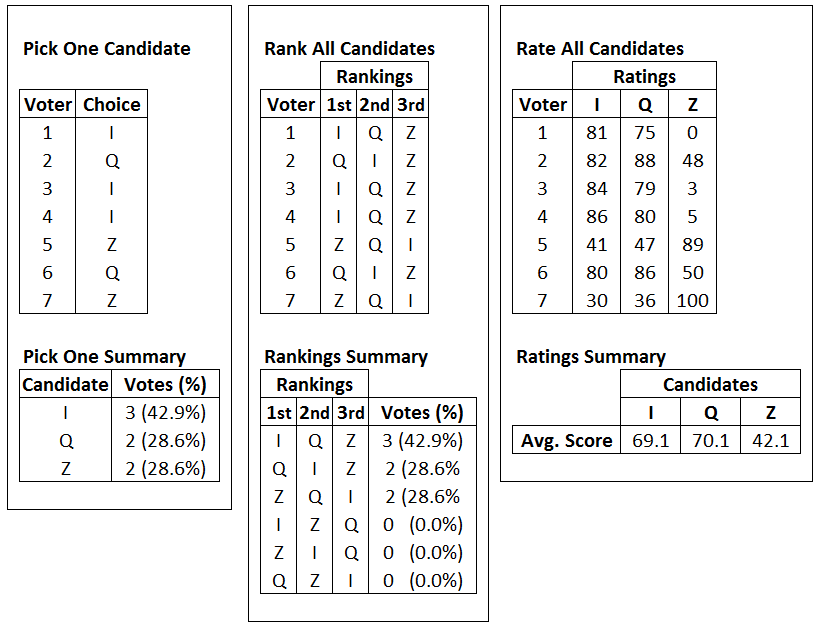 Pick One Candidate
Voter Choice
1 I
2 Q
3 I
4 I
5 Z
6 Q
7 Z
Pick One Summary
Candidate Votes (%)
I 3 (42.9%)
Q 2 (28.6%)
Z 2 (28.6%)
Rank All Candidates
Rankings
Voter 1st 2nd 3rd
1 I Q Z
2 Q I Z
3 I Q Z
4 I Q Z
5 Z Q I
6 Q I Z
7 Z Q I
Rankings Summary
Rankings
1st 2nd 3rd Votes (%)
I Q Z 3 (42.9%)
Q I Z 2 (28.6%
Z Q I 2 (28.6%
I Z Q 0 (0.0%)
Z I Q 0 (0.0%)
Q Z I 0 (0.0%)
Rate All Candidates
Ratings
Voter I Q Z
1 81 75 0
2 82 88 48
3 84 79 3
4 86 80 5
5 41 47 89
6 80 86 50
7 30 36 100
Ratings Summary
Candidates
I Q Z
Avg. Score 69.1 70.1 42.1